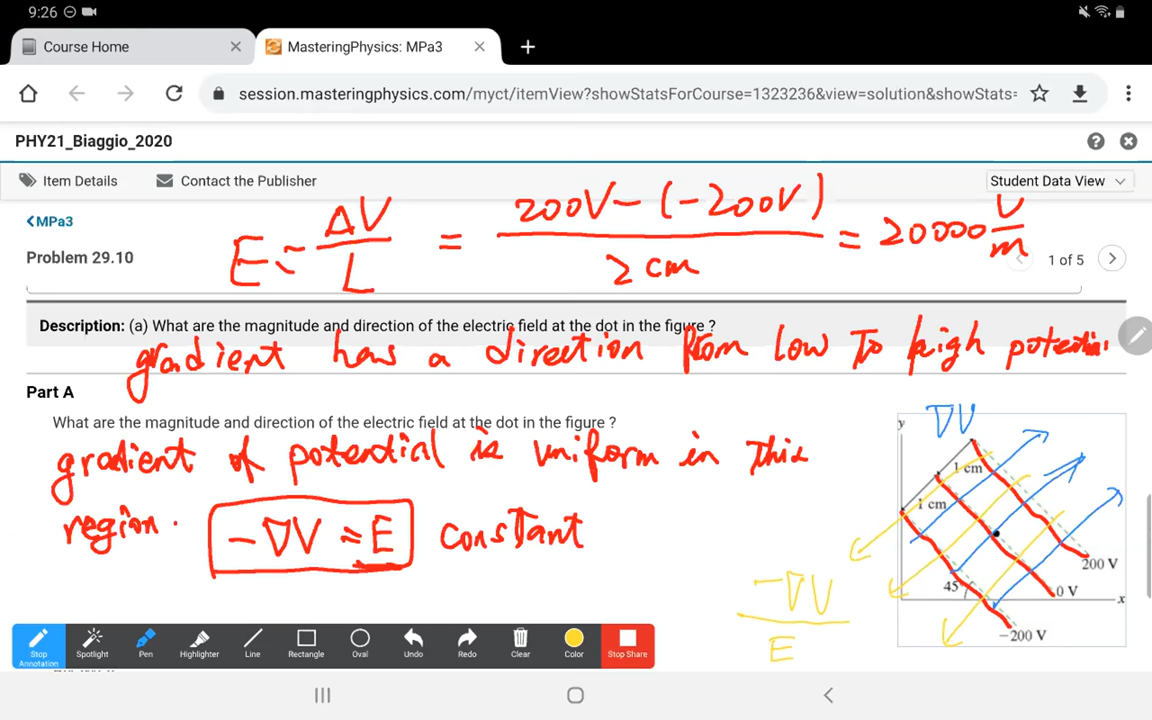 9:26
Course Home
MasteringPhysics: MPa3
session.masteringphysics.com/myct/itemView?showStatsForCourse=1323236&view=solution&showStats=
PHY21_Biaggio_2020
Item Details
Contact the Publisher
Student Data View
MPa3
E = ΔV / L = 200V - (-200V) / 2 cm = 20000 V/m
Problem 29.10
1 of 5
Description: (a) What are the magnitude and direction of the electric field at the dot in the figure ?
gradient has a direction from low to high
Part A
What are the magnitude and direction of the electric field at the dot in the figure ?
gradient of potential is uniform in this
region.
-∇V = E constant
∇V
y
1 cm
1 cm
45
200 V
0 V
x
-200 V
-∇V
E
Stop Annotation
Spotlight
Pen
Highlighter
Line
Rectangle
Oval
Undo
Redo
Clear
Color
Stop Share